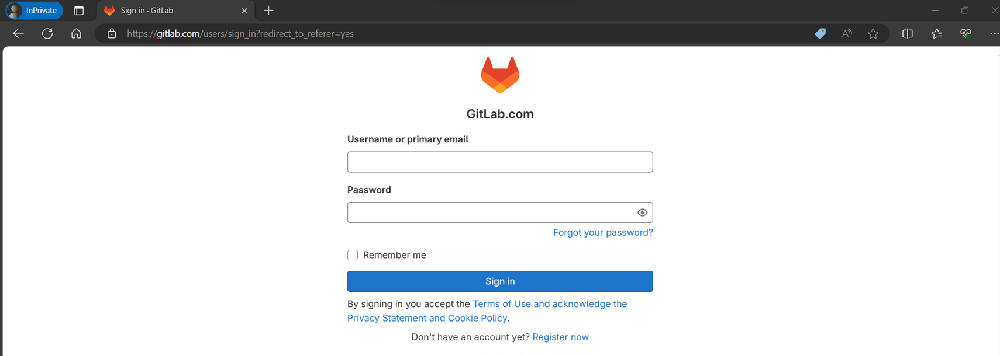 InPrivate
Sign in · GitLab
https://gitlab.com/users/sign_in?redirect_to_referer=yes
GitLab.com
Username or primary email
Password
Forgot your password?
Remember me
Sign in
By signing in you accept the Terms of Use and acknowledge the
Privacy Statement and Cookie Policy.
Don't have an account yet? Register now